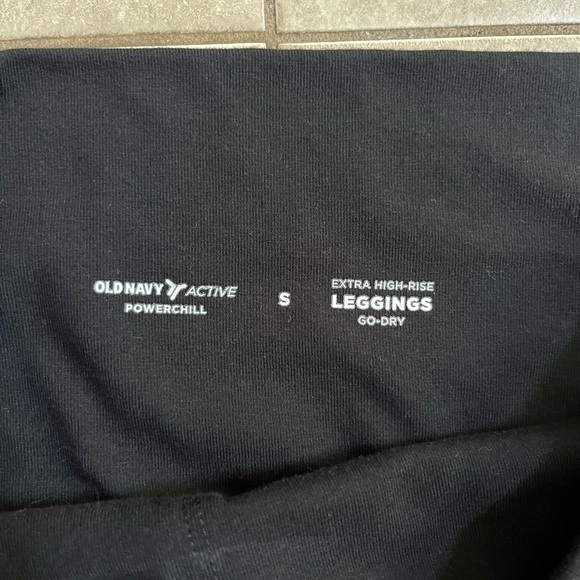 OLD NAVY ACTIVE
POWERCHILL
S
EXTRA HIGH-RISE
LEGGINGS
GO-DRY